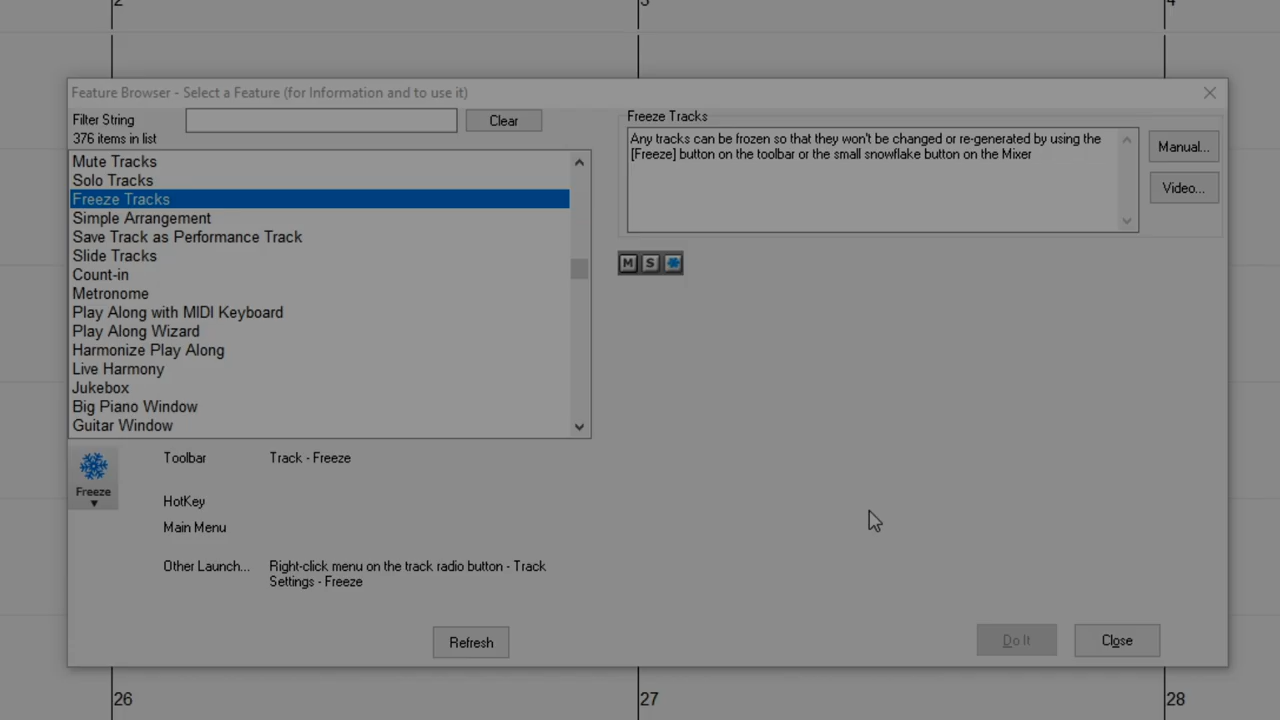 2
3
4
Feature Browser - Select a Feature (for Information and to use it)
Filter String
Clear
376 items in list
Mute Tracks
Solo Tracks
Freeze Tracks
Simple Arrangement
Save Track as Performance Track
Slide Tracks
Count-in
Metronome
Play Along with MIDI Keyboard
Play Along Wizard
Harmonize Play Along
Live Harmony
Jukebox
Big Piano Window
Guitar Window
Freeze Tracks
Any tracks can be frozen so that they won't be changed or re-generated by using the
[Freeze] button on the toolbar or the small snowflake button on the Mixer
Manual...
Video...
M S
Freeze
Toolbar Track - Freeze
HotKey
Main Menu
Other Launch... Right-click menu on the track radio button - Track
Settings - Freeze
Refresh
Do It
Close
26
27
28